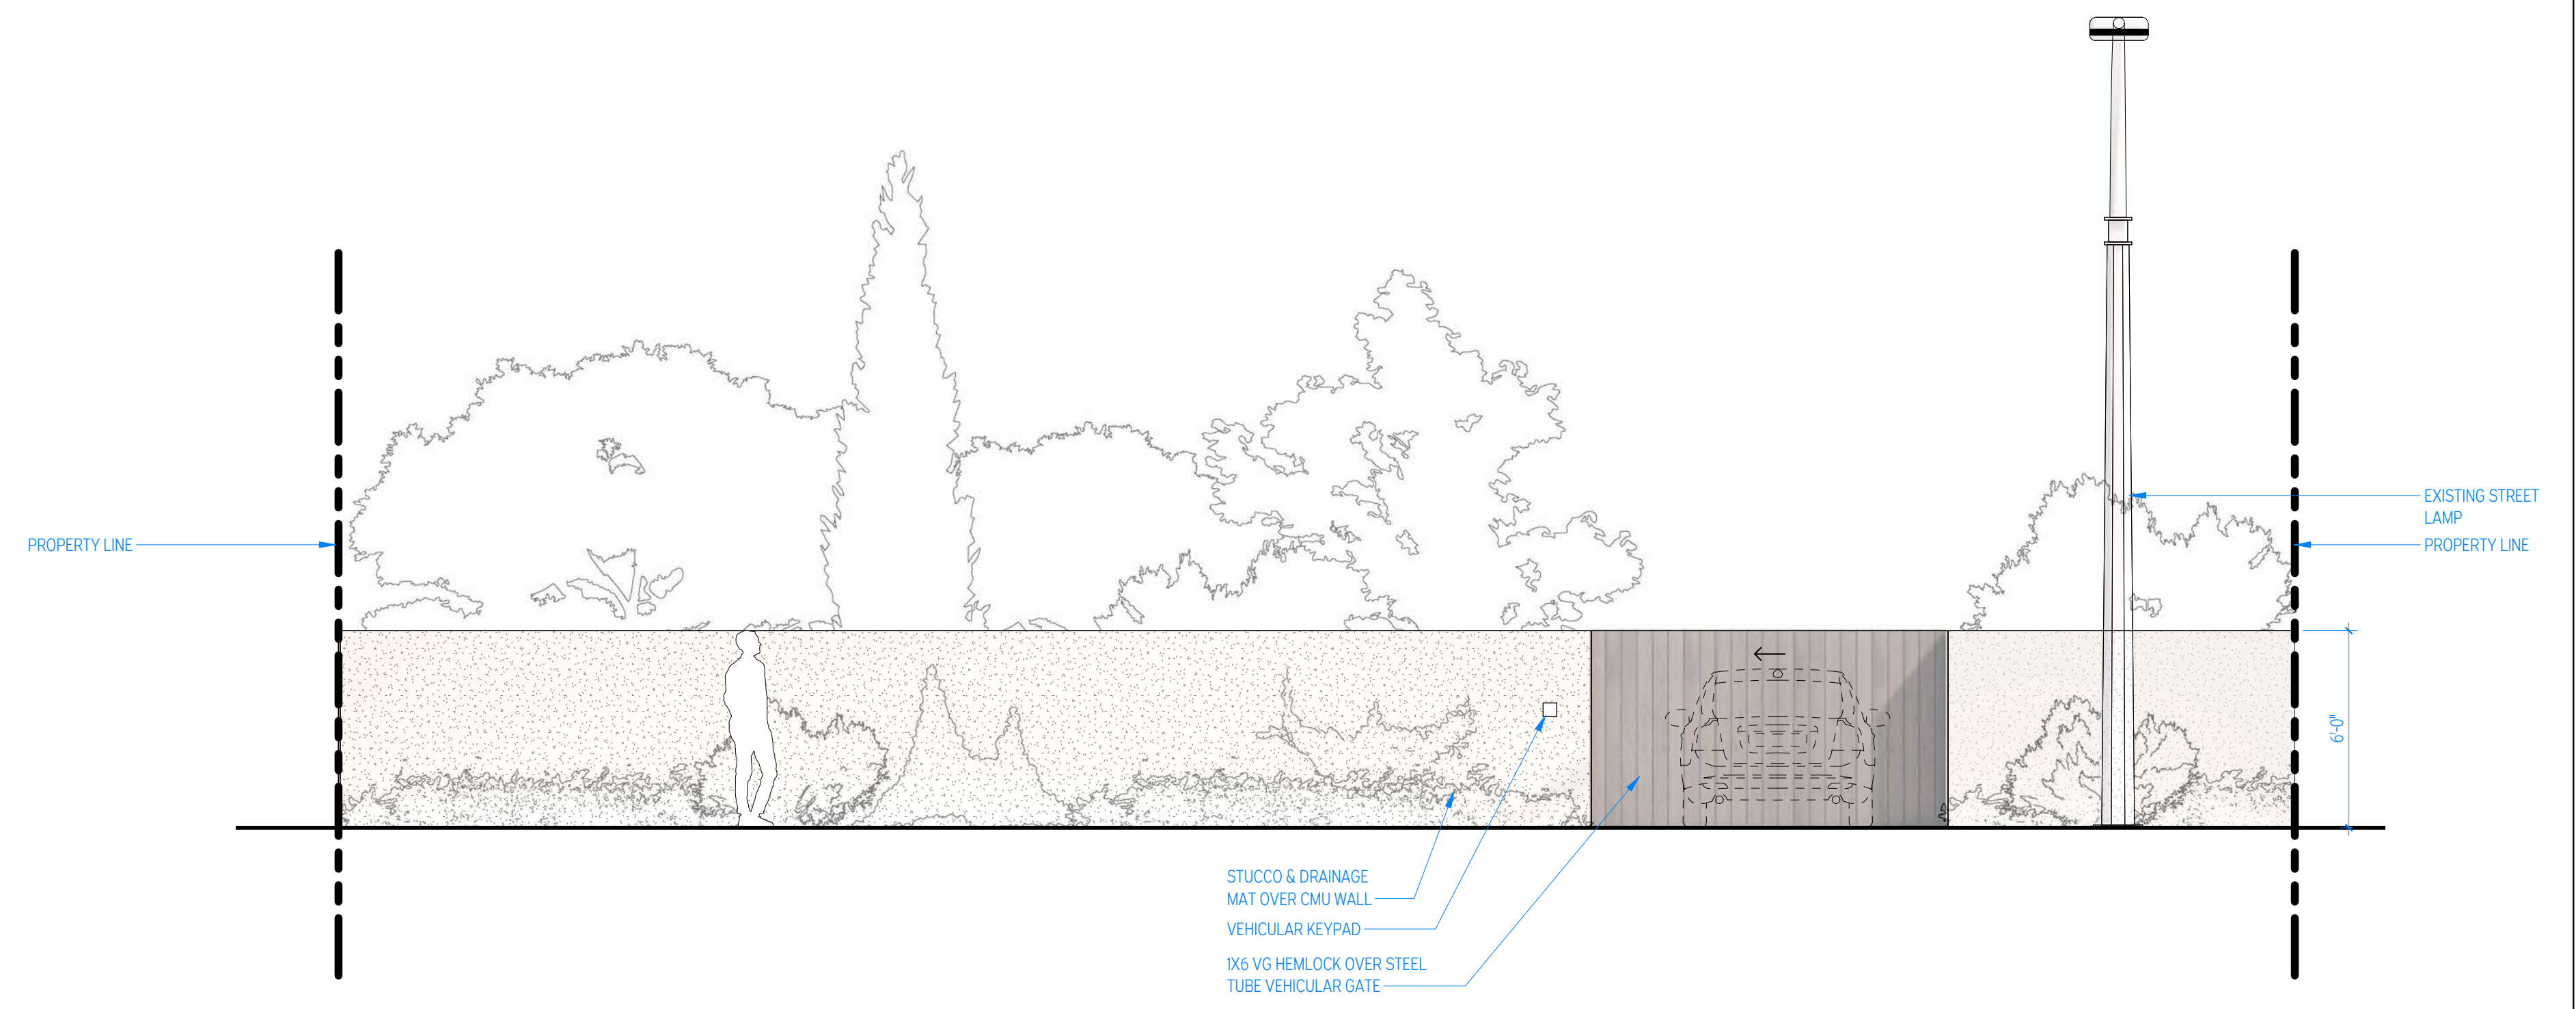 EXISTING STREET
LAMP
PROPERTY LINE
PROPERTY LINE
6'-0"
STUCCO & DRAINAGE
MAT OVER CMU WALL
VEHICULAR KEYPAD
1X6 VG HEMLOCK OVER STEEL
TUBE VEHICULAR GATE